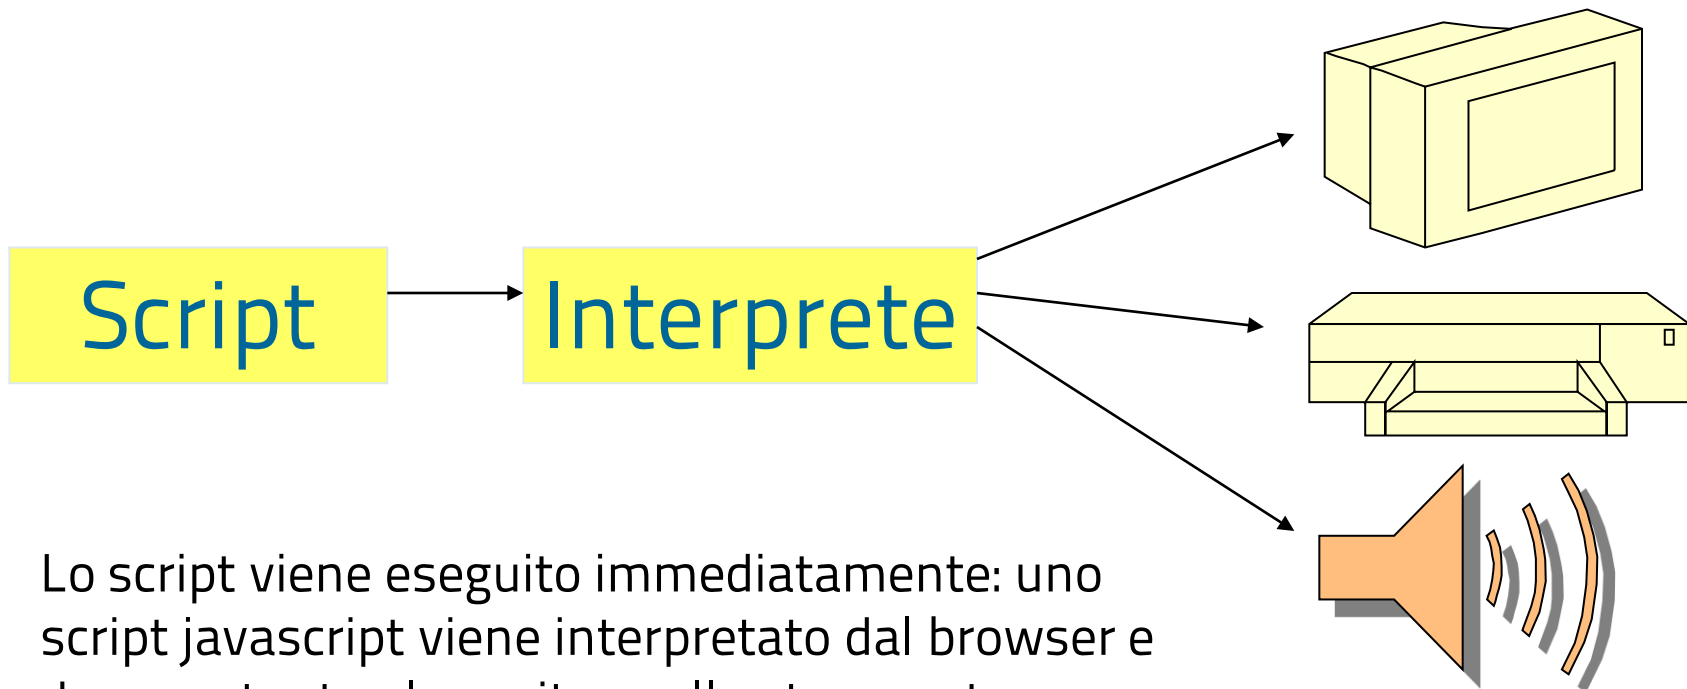 Script
Interprete
Lo script viene eseguito immediatamente: uno
script javascript viene interpretato dal browser e